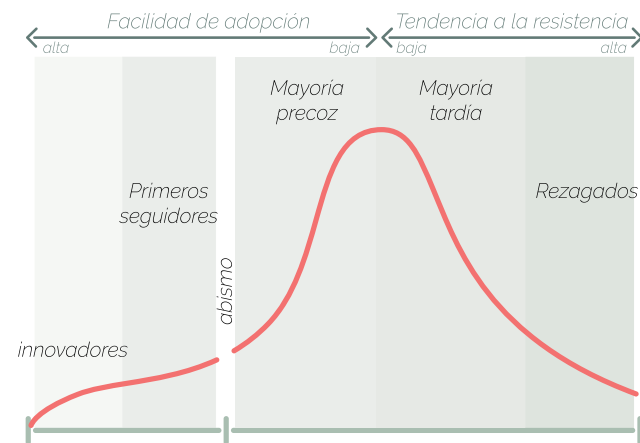 Facilidad de adopción
Tendencia a la resistencia
alta
baja
baja
alta
Mayoría
precoz
Mayoría
tardía
Primeros
seguidores
Rezagados
abismo
innovadores